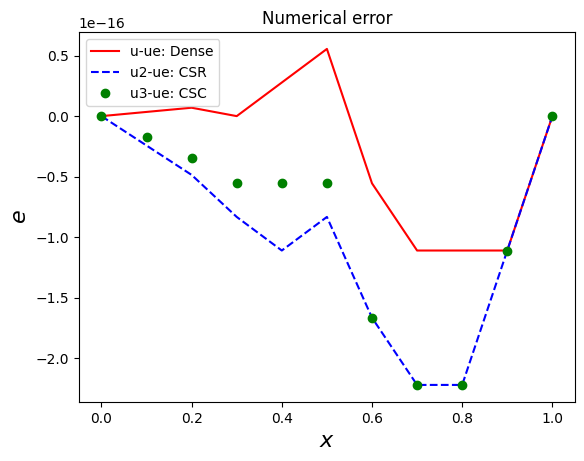 Numerical error
1e−16
u-ue: Dense
u2-ue: CSR
u3-ue: CSC
0.5
0.0
−0.5
−1.0
−1.5
−2.0
e
0.0 0.2 0.4 0.6 0.8 1.0
x